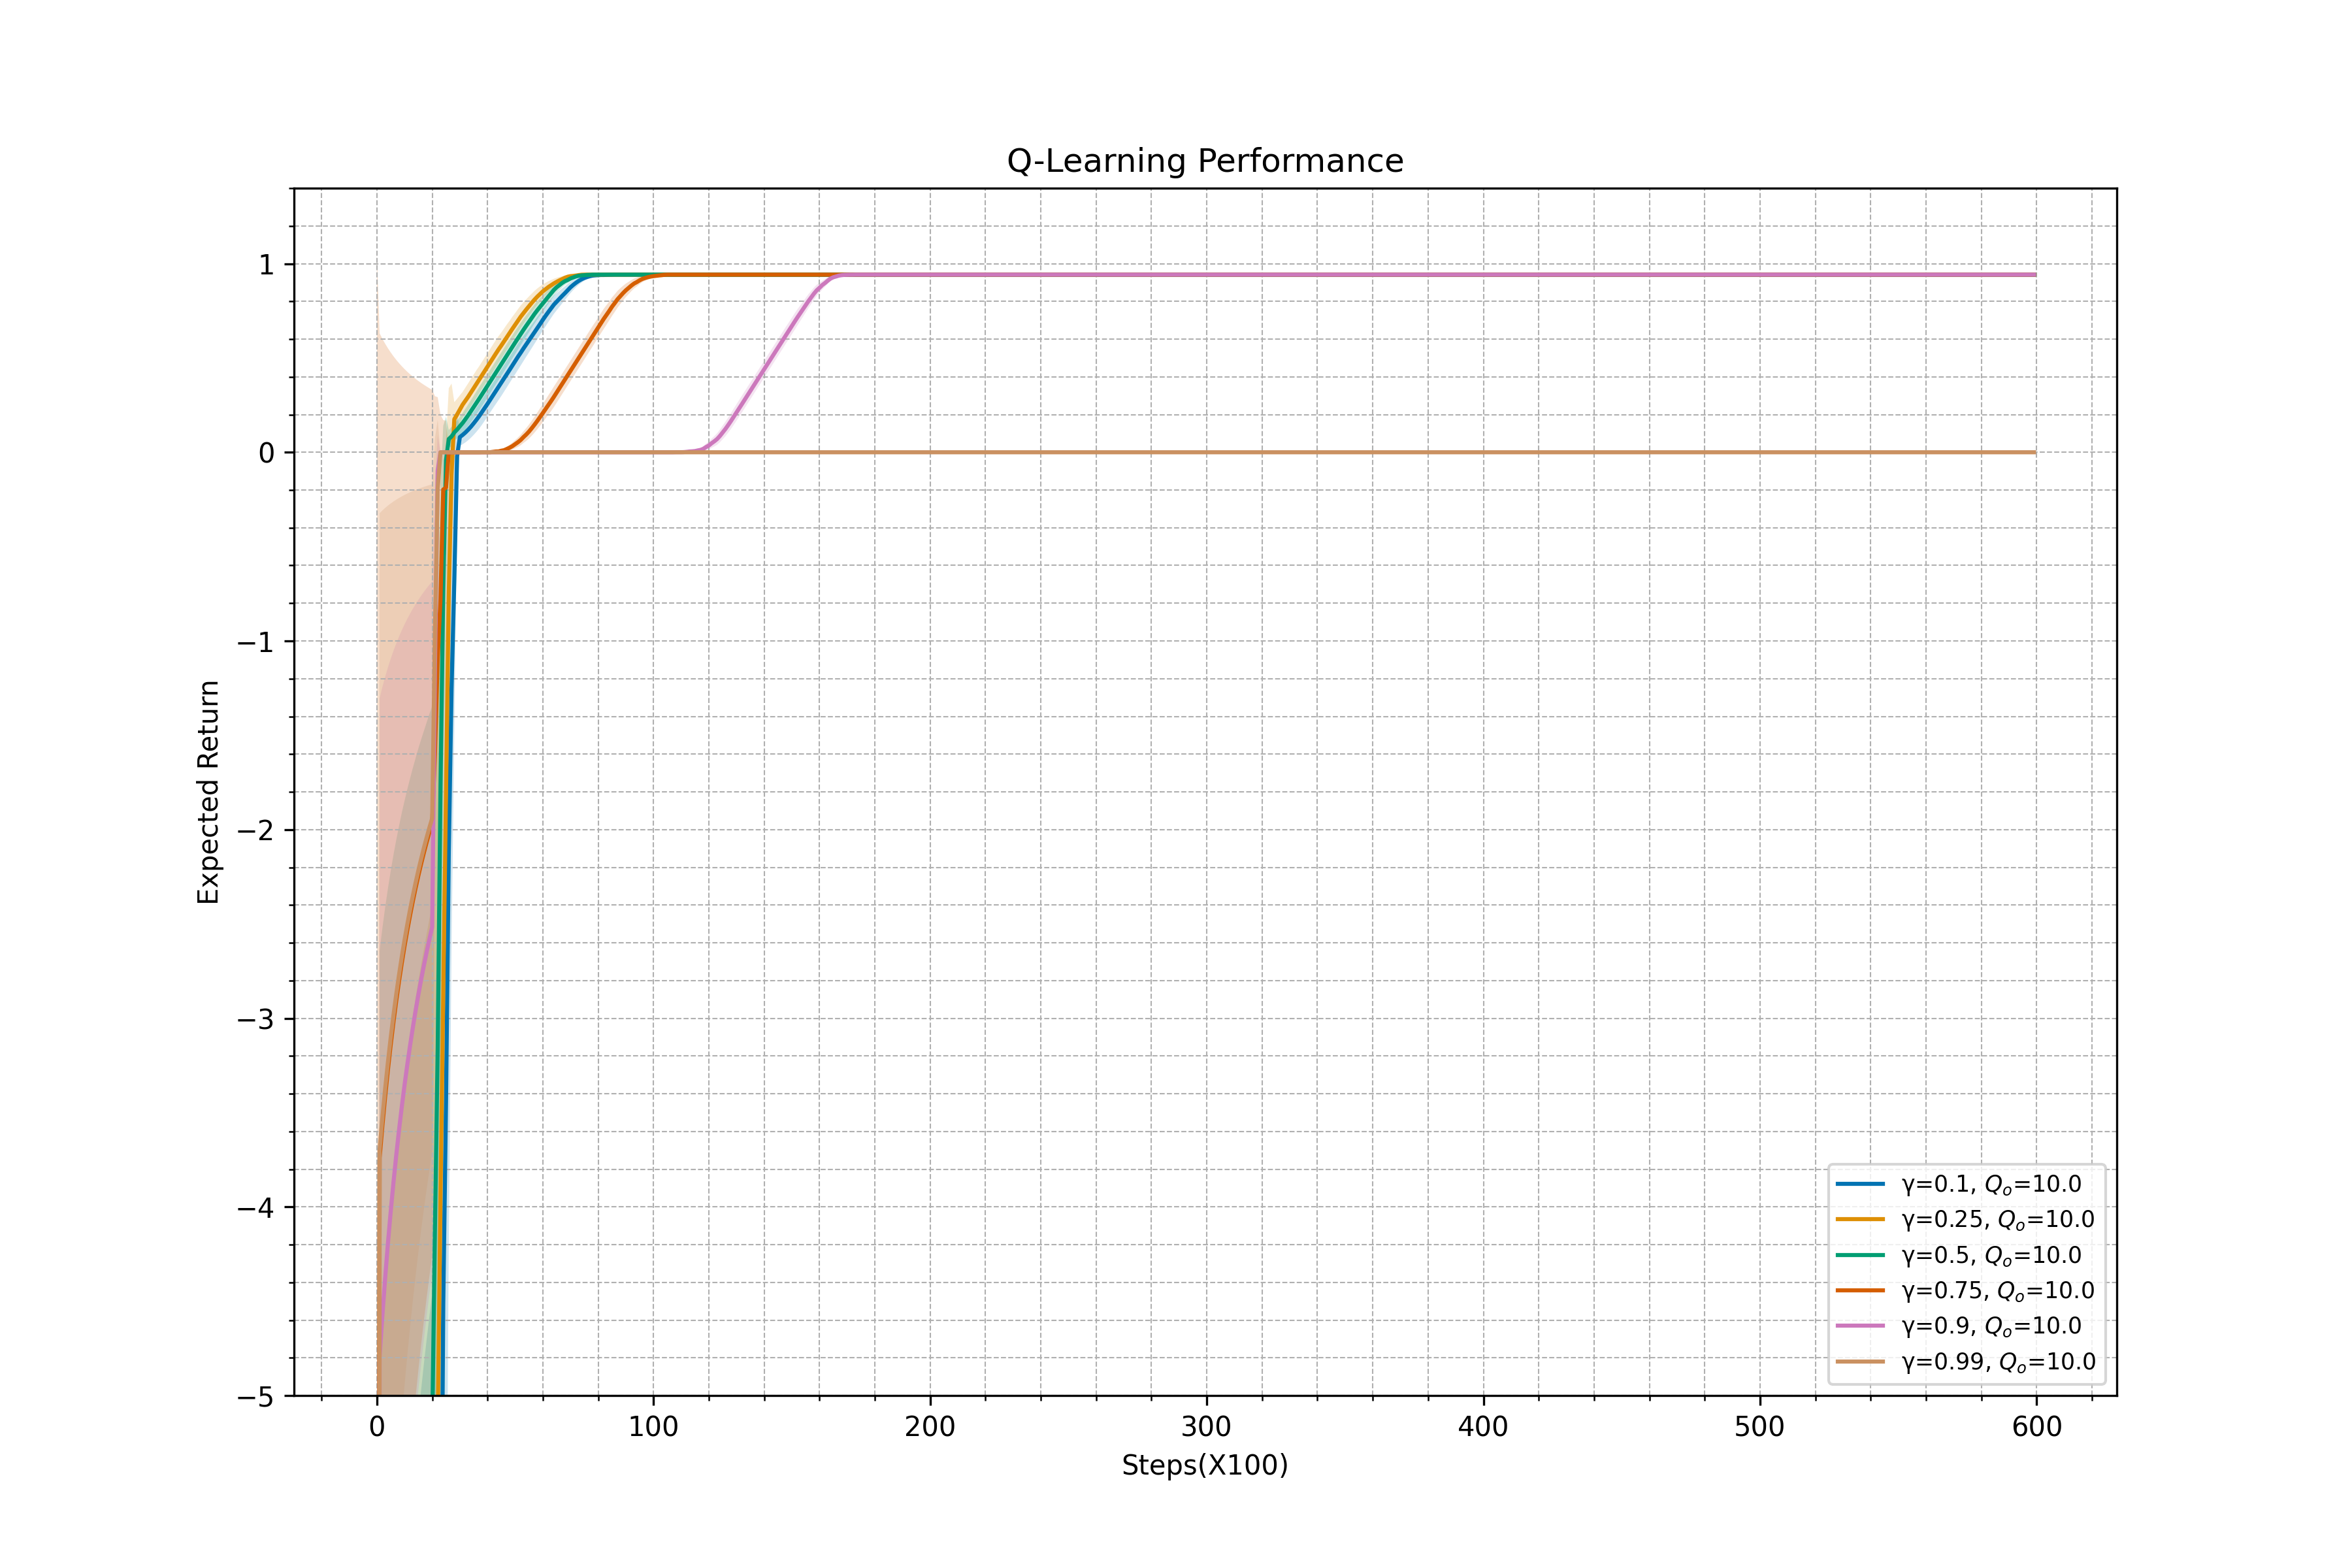 Q-Learning Performance
Expected Return
1
0
−1
−2
−3
−4
−5
0 100 200 300 400 500 600
Steps(X100)
γ=0.1, Qₒ=10.0
γ=0.25, Qₒ=10.0
γ=0.5, Qₒ=10.0
γ=0.75, Qₒ=10.0
γ=0.9, Qₒ=10.0
γ=0.99, Qₒ=10.0